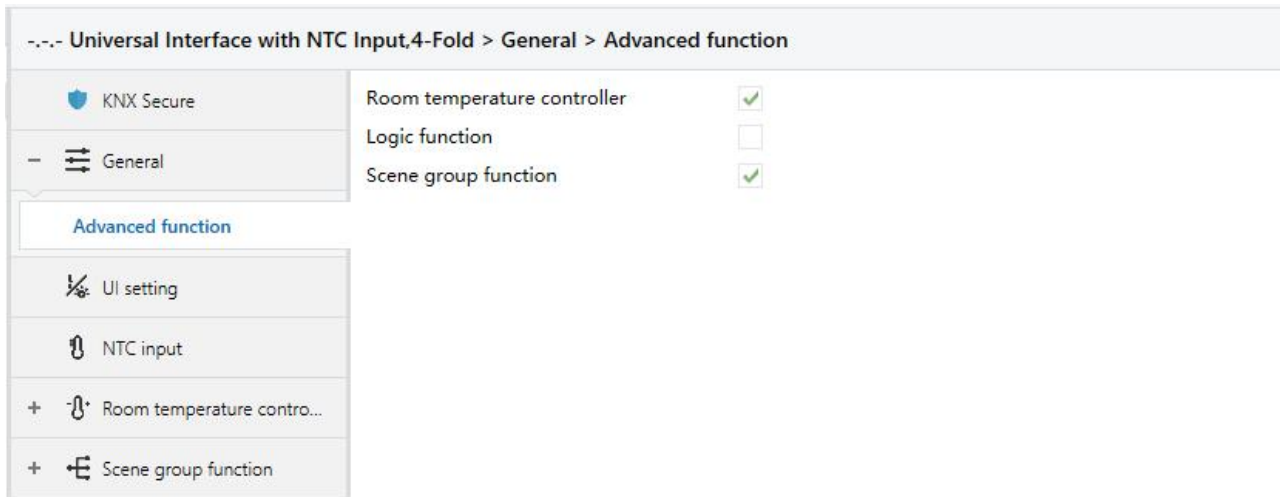 -.-.- Universal Interface with NTC Input,4-Fold > General > Advanced function
KNX Secure
General
Advanced function
UI setting
NTC input
Room temperature contro...
Scene group function
Room temperature controller
Logic function
Scene group function